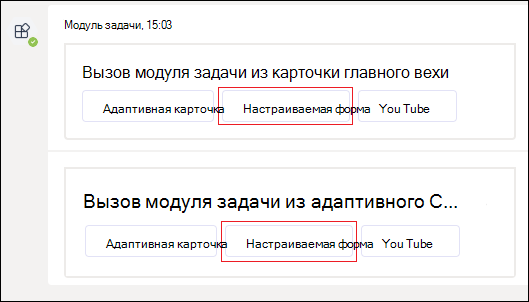 Модуль задачи, 15:03
Вызов модуля задачи из карточки главного вехи
Адаптивная карточка Настраиваемая форма You Tube
Вызов модуля задачи из адаптивного С...
Адаптивная карточка Настраиваемая форма You Tube